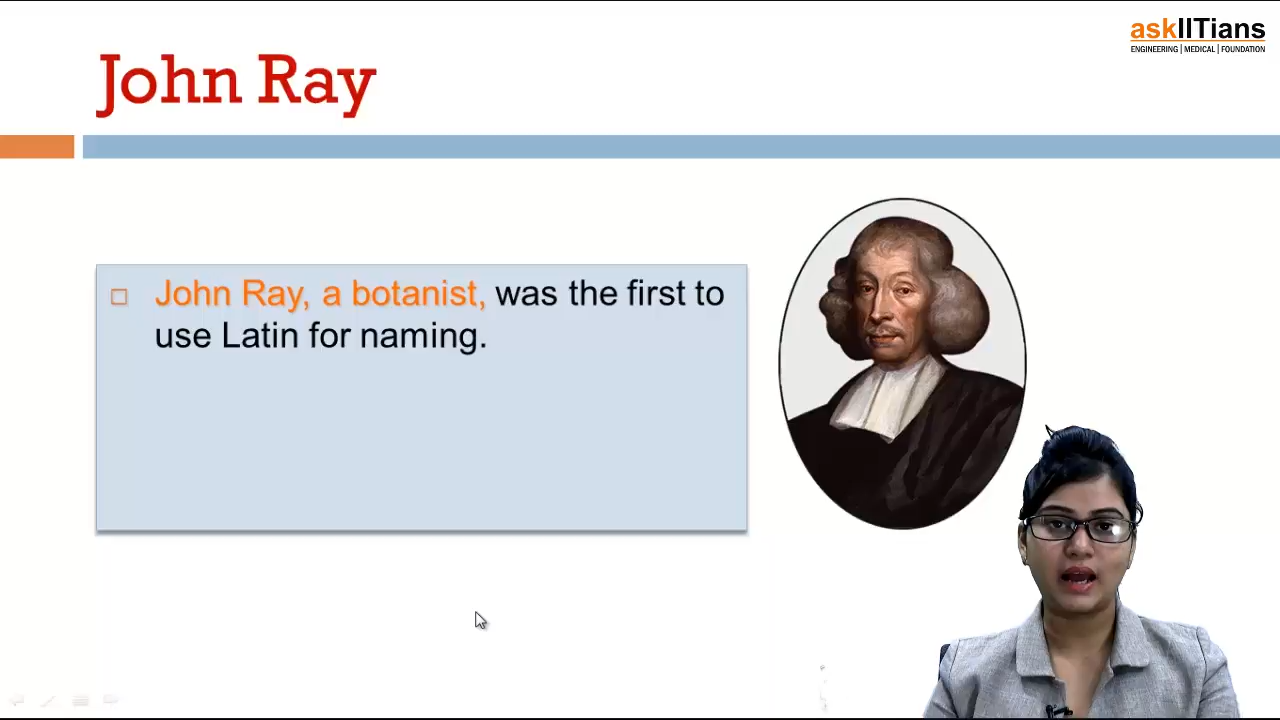 askIITians
ENGINEERING | MEDICAL | FOUNDATION
John Ray
John Ray, a botanist, was the first to
use Latin for naming.